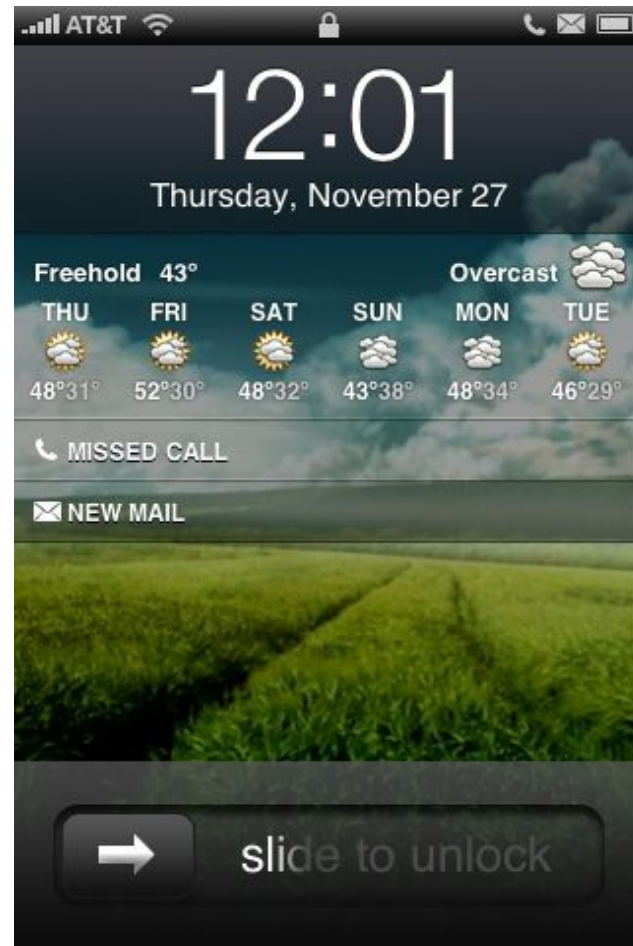 AT&T
12:01
Thursday, November 27
Freehold 43° Overcast
THU FRI SAT SUN MON TUE
48°31° 52°30° 48°32° 43°38° 48°34° 46°29°
MISSED CALL
NEW MAIL
slide to unlock